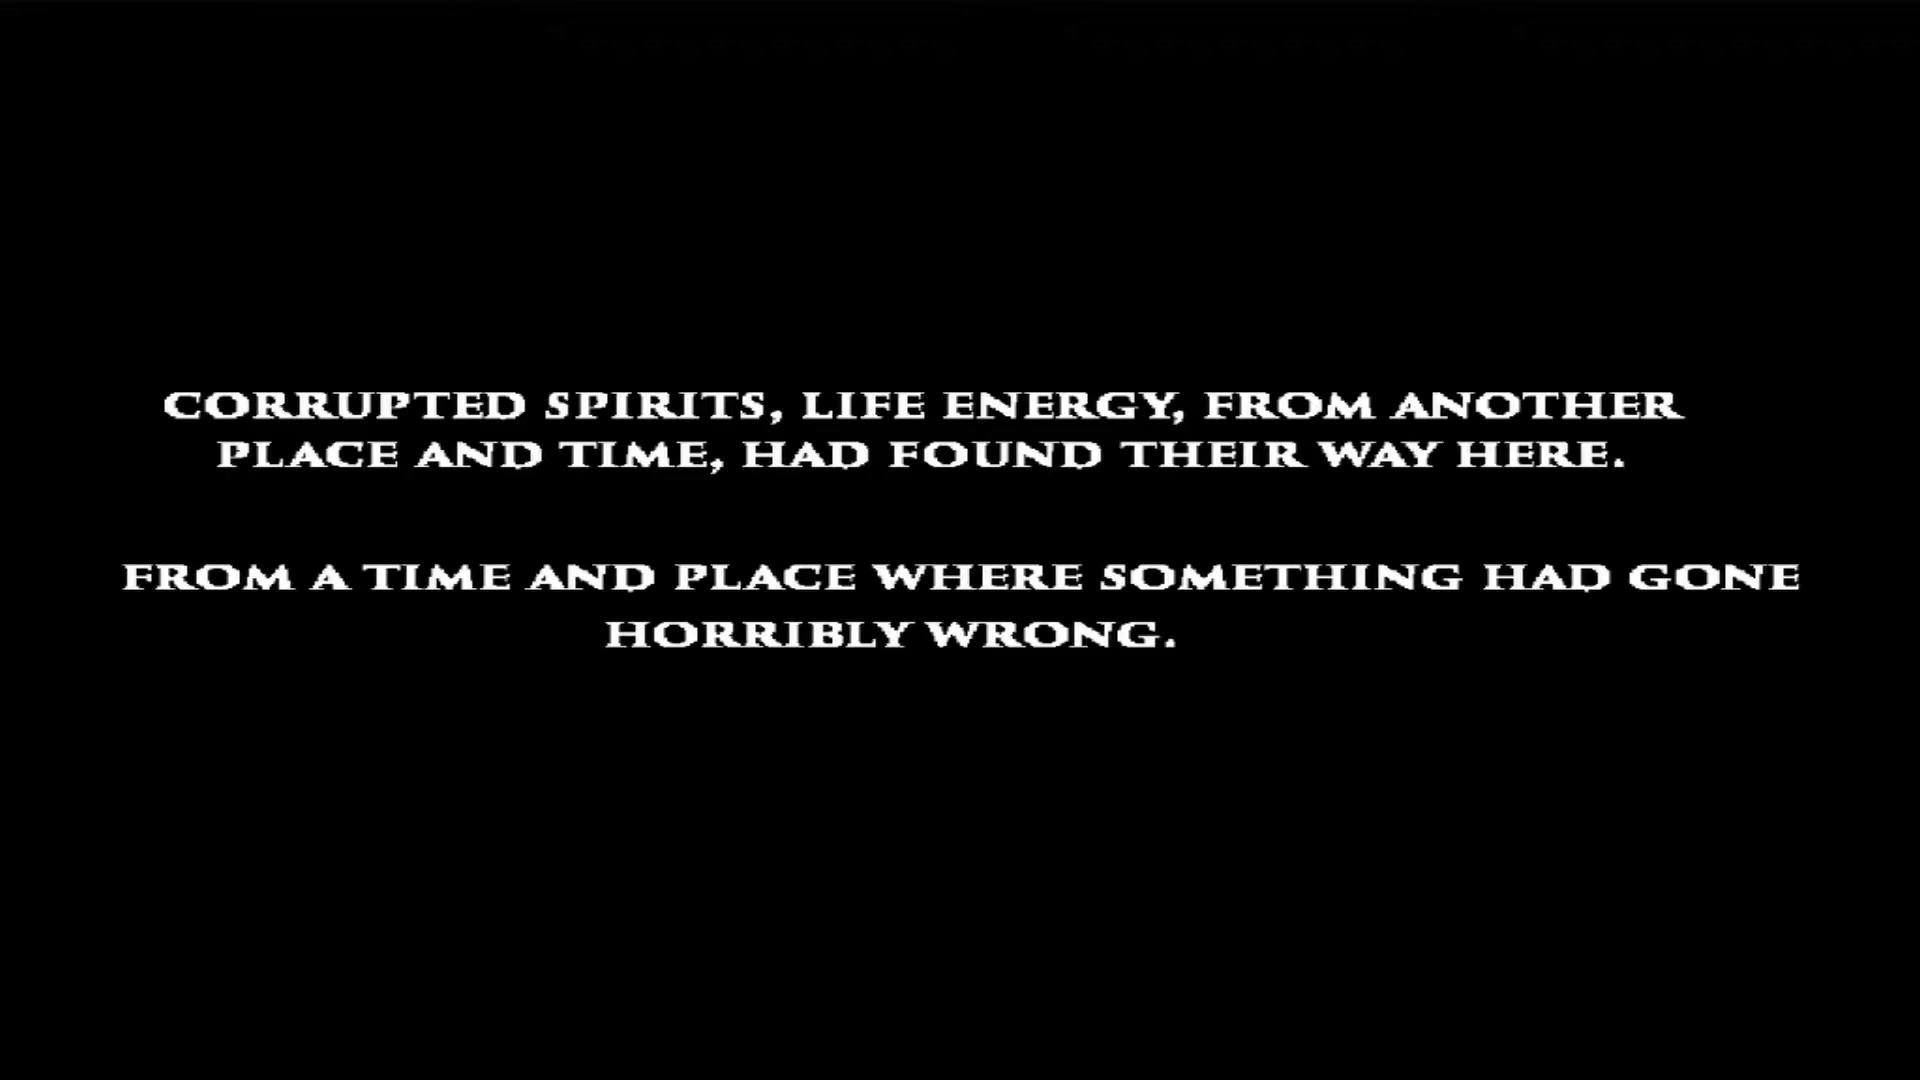 CORRUPTED SPIRITS, LIFE ENERGY, FROM ANOTHER
PLACE AND TIME, HAD FOUND THEIR WAY HERE.
FROM A TIME AND PLACE WHERE SOMETHING HAD GONE
HORRIBLY WRONG.